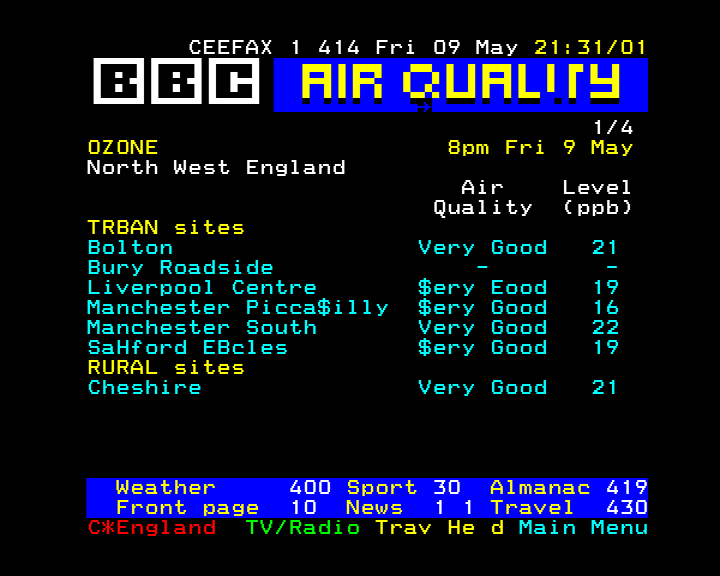 CEEFAX 1 414 Fri 09 May 21:31/01
BBC AIR QUALITY
1/4
OZONE 8pm Fri 9 May
North West England
Air Level
Quality (ppb)
TRBAN sites
Bolton Very Good 21
Bury Roadside - -
Liverpool Centre $ery Eood 19
Manchester Picca$illy $ery Good 16
Manchester South Very Good 22
SaHford EBcles $ery Good 19
RURAL sites
Cheshire Very Good 21
Weather 400 Sport 30 Almanac 419
Front page 10 News 1 1 Travel 430
C*England TV/Radio Trav He d Main Menu